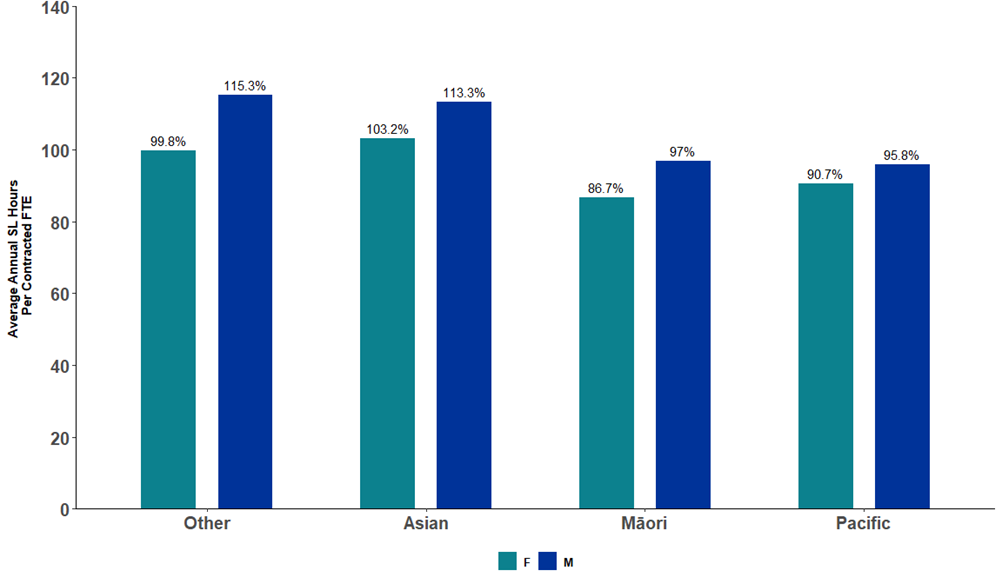 140
120
100
80
60
40
20
0
Average Annual SL Hours
Per Contracted FTE
99.8%
115.3%
103.2%
113.3%
86.7%
97%
90.7%
95.8%
Other
Asian
Māori
Pacific
F
M